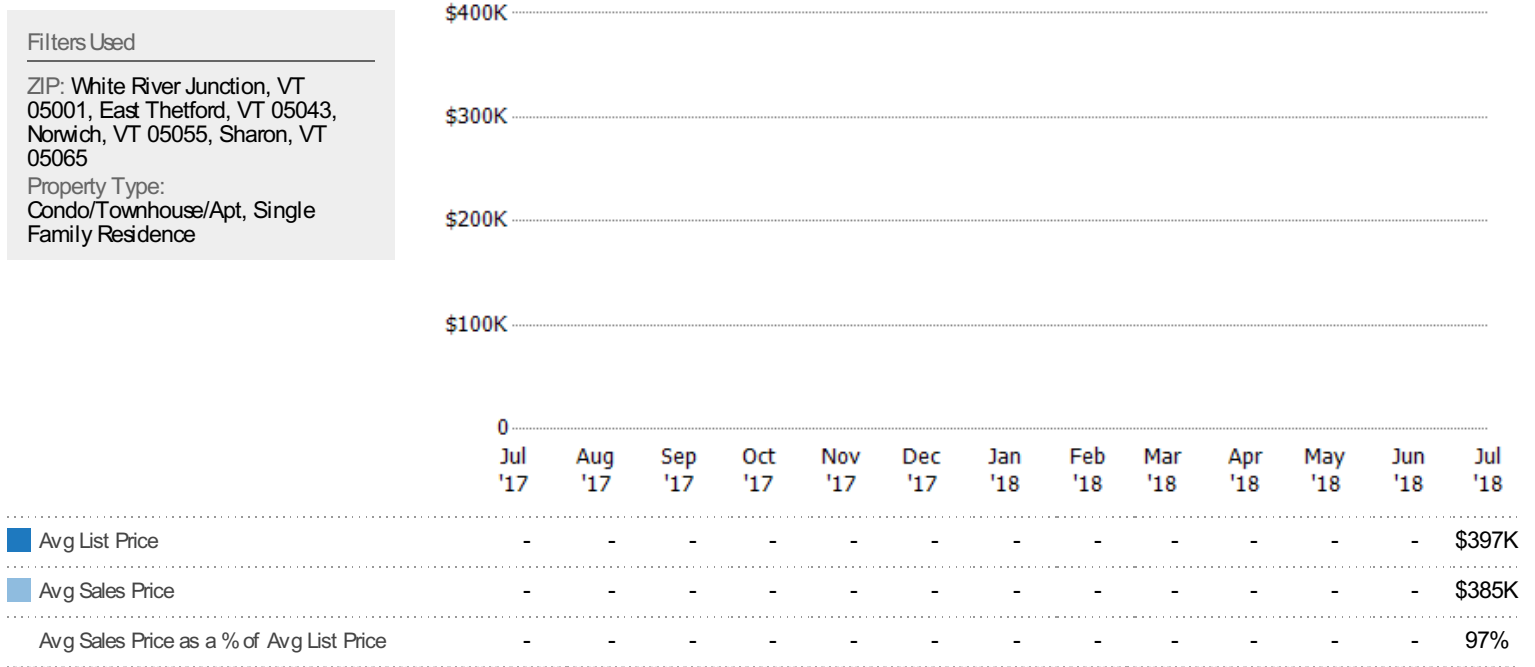 Filters Used
ZIP: White River Junction, VT
05001, East Thetford, VT 05043,
Norwich, VT 05055, Sharon, VT
05065
Property Type:
Condo/Townhouse/Apt, Single
Family Residence
$400K
$300K
$200K
$100K
0
Jul Aug Sep Oct Nov Dec Jan Feb Mar Apr May Jun Jul
'17 '17 '17 '17 '17 '17 '18 '18 '18 '18 '18 '18 '18
Avg List Price - - - - - - - - - - - - $397K
Avg Sales Price - - - - - - - - - - - - $385K
Avg Sales Price as a % of Avg List Price - - - - - - - - - - - - 97%